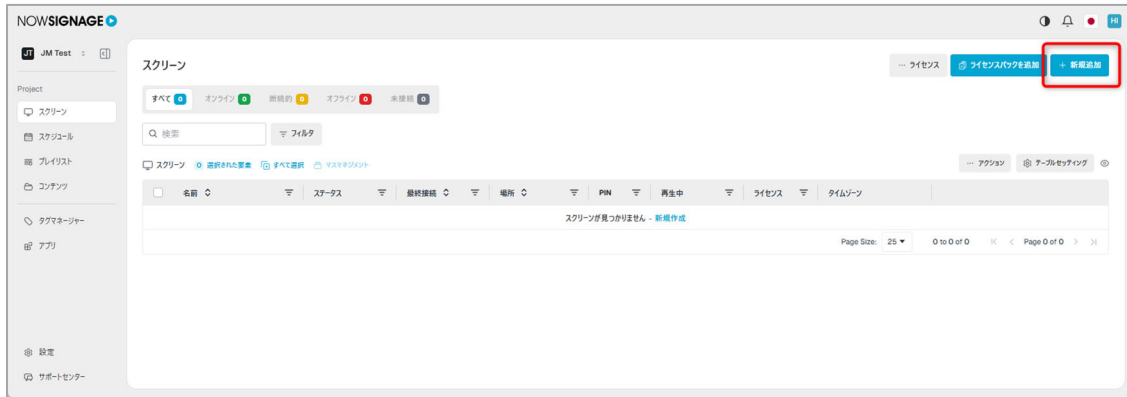 NOWSIGNAGE
HI
JT JM Test
Project
スクリーン
スケジュール
プレイリスト
コンテンツ
タグマネージャー
アプリ
設定
サポートセンター
スクリーン
… ライセンス ライセンスパックを追加 + 新規追加
すべて 0 オンライン 0 断続的 0 オフライン 0 未接続 0
検索 フィルタ
スクリーン 0 選択された要素 すべて選択 マスマネジメント
… アクション テーブルセッティング
名前 ステータス 最終接続 場所 PIN 再生中 ライセンス タイムゾーン
スクリーンが見つかりません - 新規作成
Page Size: 25 0 to 0 of 0 Page 0 of 0